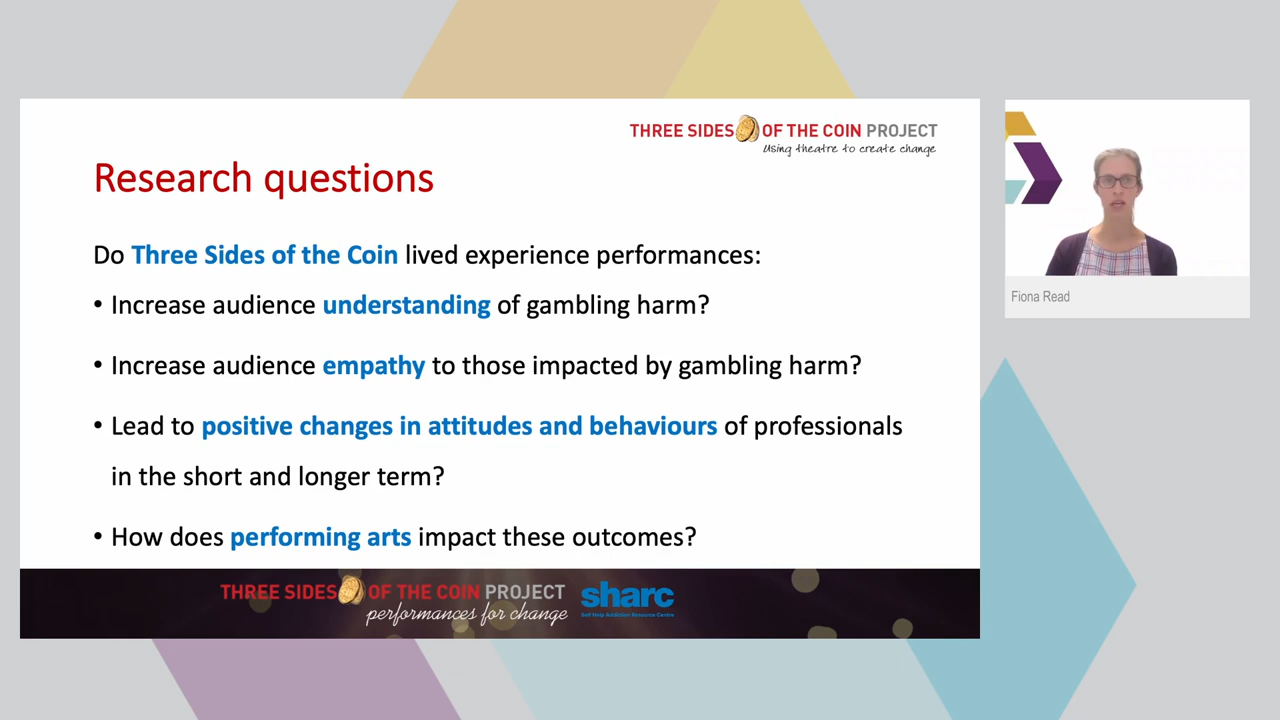 THREE SIDES OF THE COIN PROJECT
Using theatre to create change
Research questions
Do Three Sides of the Coin lived experience performances:
• Increase audience understanding of gambling harm?
• Increase audience empathy to those impacted by gambling harm?
• Lead to positive changes in attitudes and behaviours of professionals
in the short and longer term?
• How does performing arts impact these outcomes?
THREE SIDES OF THE COIN PROJECT
performances for change
sharc
Self Help Addiction Resource Centre
Fiona Read